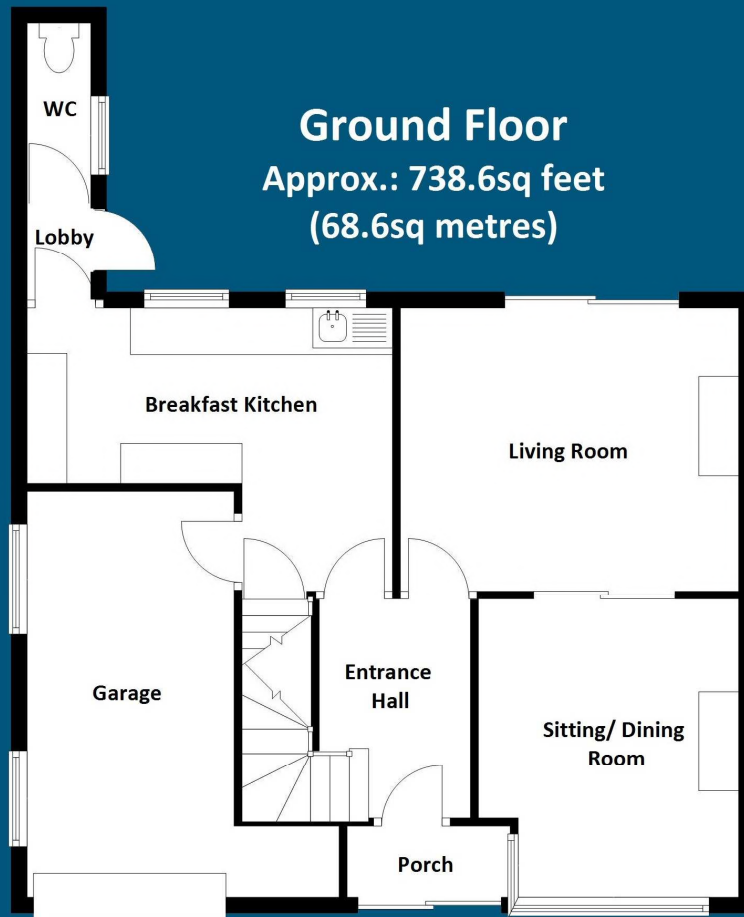 WC
Ground Floor
Approx.: 738.6sq feet
(68.6sq metres)
Lobby
Breakfast Kitchen
Living Room
Garage
Entrance
Hall
Sitting/ Dining
Room
Porch